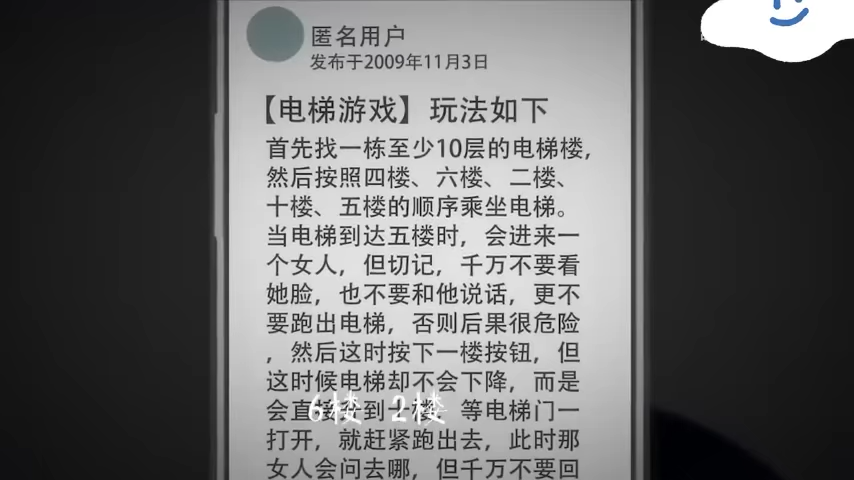 匿名用户
发布于2009年11月3日
【电梯游戏】玩法如下
首先找一栋至少10层的电梯楼,
然后按照四楼、六楼、二楼、
十楼、五楼的顺序乘坐电梯。
当电梯到达五楼时, 会进来一
个女人, 但切记, 千万不要看
她脸, 也不要和他说话, 更不
要跑出电梯, 否则后果很危险
, 然后这时按下一楼按钮, 但
这时候电梯却不会下降, 而是
会直接 到十楼, 等电梯门一
6楼 2楼
打开, 就赶紧跑出去, 此时那
女人会问去哪, 但千万不要回